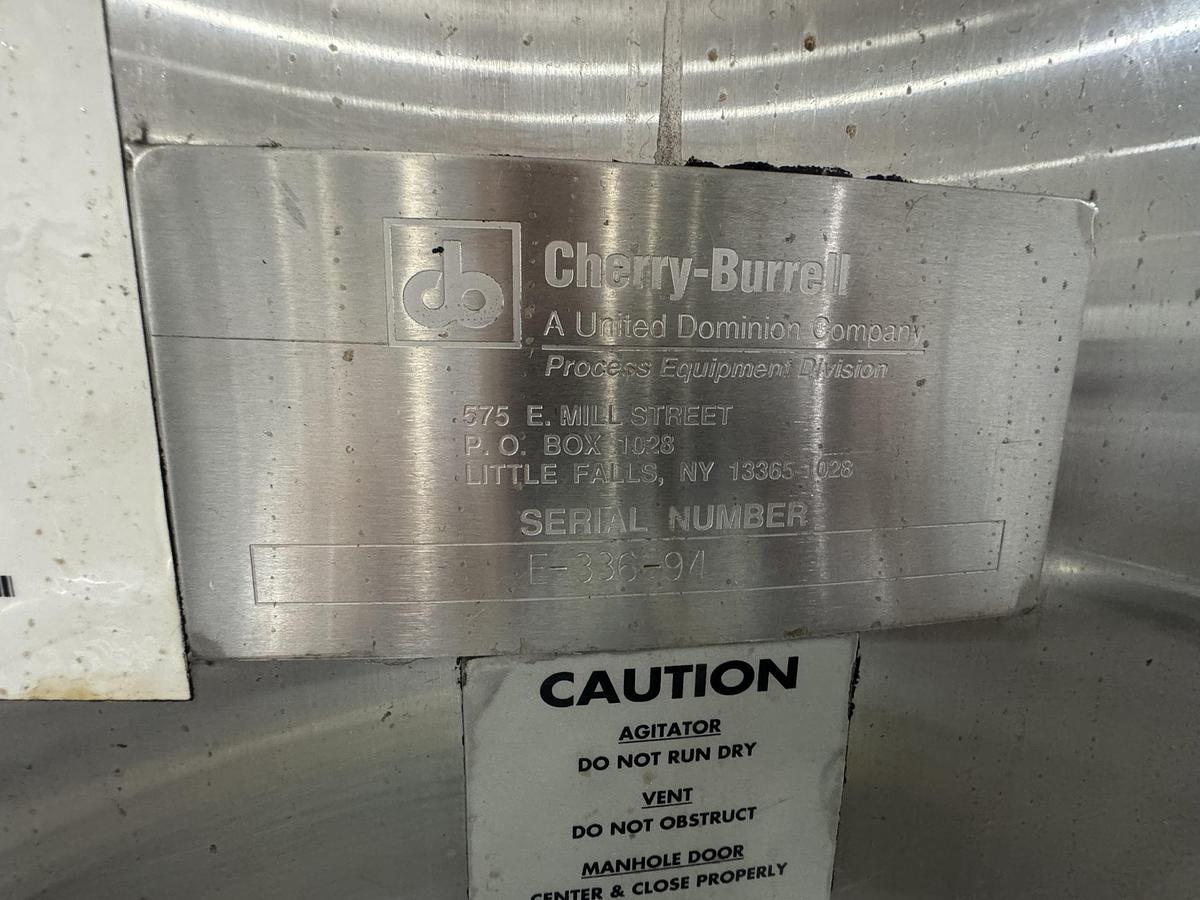 cb
Cherry-Burrell
A United Dominion Company
Process Equipment Division
575 E. MILL STREET
P. O. BOX 1028
LITTLE FALLS, NY 13365-1028
SERIAL NUMBER
E-336-94
CAUTION
AGITATOR
DO NOT RUN DRY
VENT
DO NOT OBSTRUCT
MANHOLE DOOR
CENTER & CLOSE PROPERLY